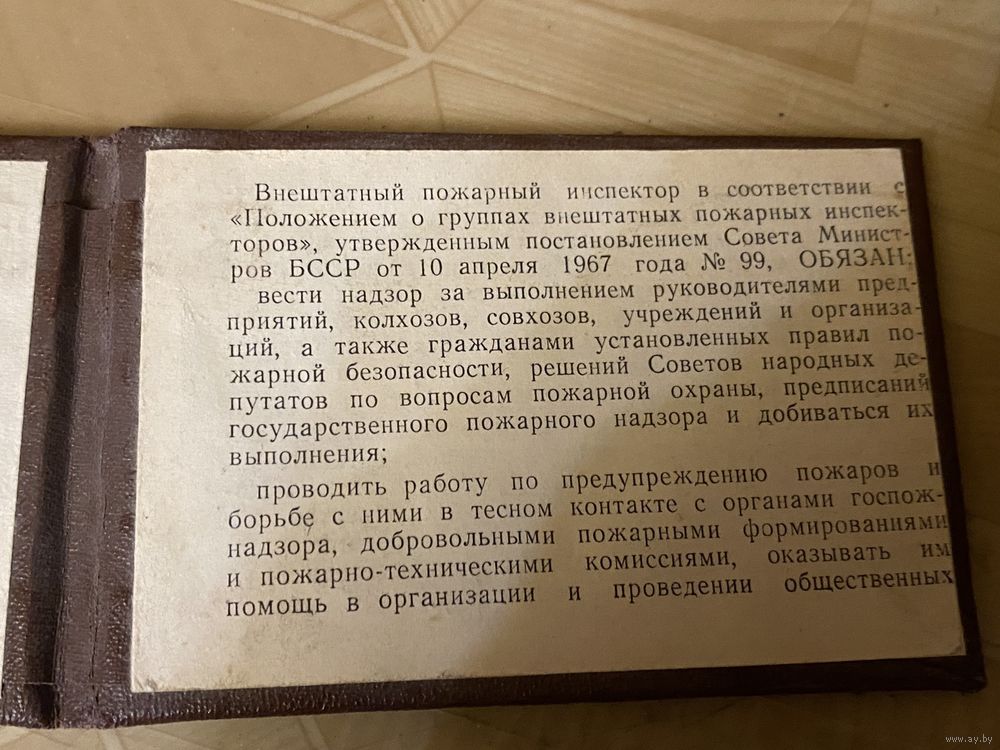 Внештатный пожарный инспектор в соответствии с
«Положением о группах внештатных пожарных инспек-
торов», утвержденным постановлением Совета Минист-
ров БССР от 10 апреля 1967 года № 99, ОБЯЗАН:
вести надзор за выполнением руководителями пред-
приятий, колхозов, совхозов, учреждений и организа-
ций, а также гражданами установленных правил по-
жарной безопасности, решений Советов народных де-
путатов по вопросам пожарной охраны, предписаний
государственного пожарного надзора и добиваться их
выполнения;
проводить работу по предупреждению пожаров и
борьбе с ними в тесном контакте с органами госпож-
надзора, добровольными пожарными формированиями
и пожарно-техническими комиссиями, оказывать им
помощь в организации и проведении общественных
www.ay.by